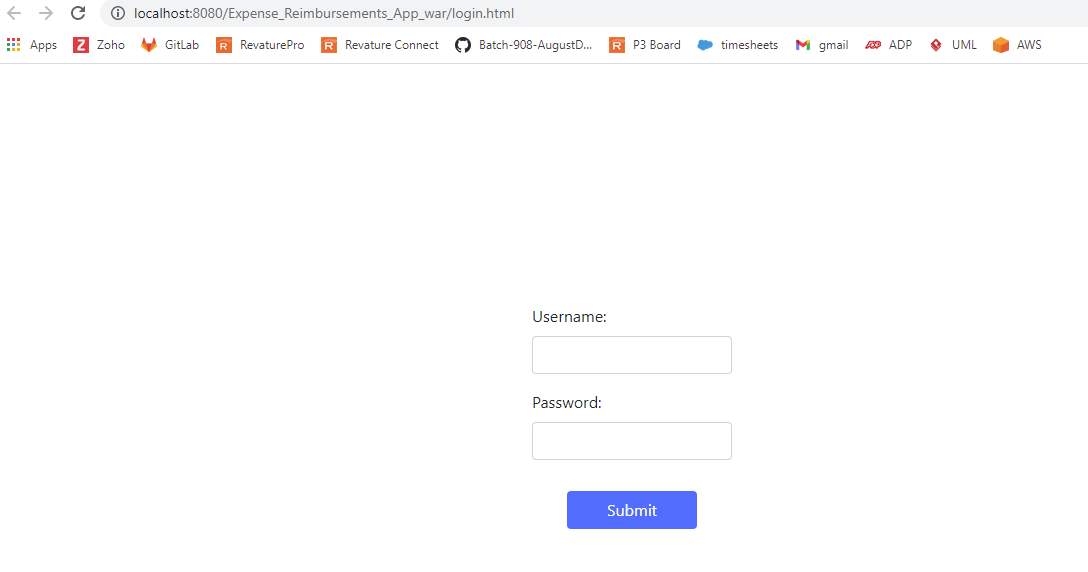 localhost:8080/Expense_Reimbursements_App_war/login.html
Apps Zoho GitLab RevaturePro Revature Connect Batch-908-AugustD... P3 Board timesheets gmail ADP UML AWS
Username:
Password:
Submit